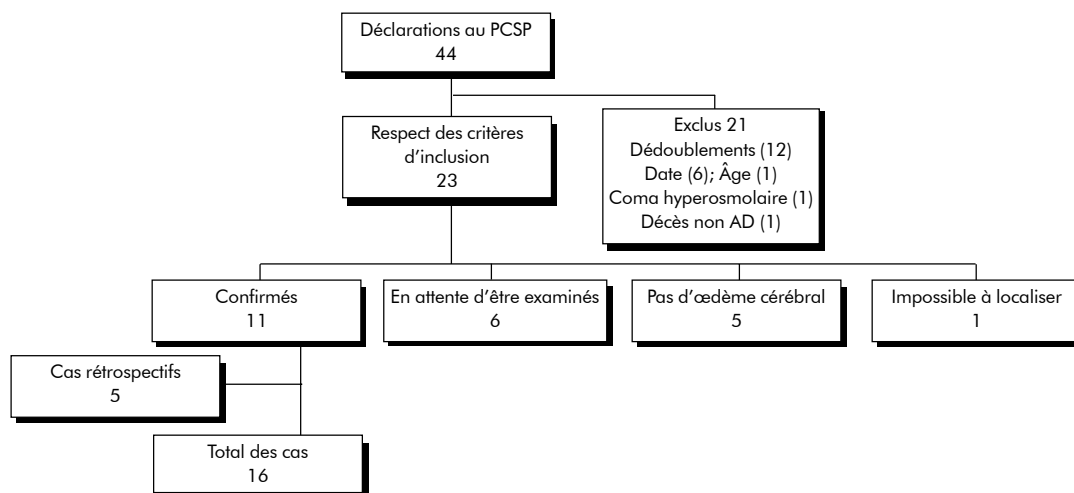 Déclarations au PCSP
44
Respect des critères
d'inclusion
23
Exclus 21
Dédoublements (12)
Date (6); Âge (1)
Coma hyperosmolaire (1)
Décès non AD (1)
Confirmés
11
En attente d'être examinés
6
Pas d'œdème cérébral
5
Impossible à localiser
1
Cas rétrospectifs
5
Total des cas
16